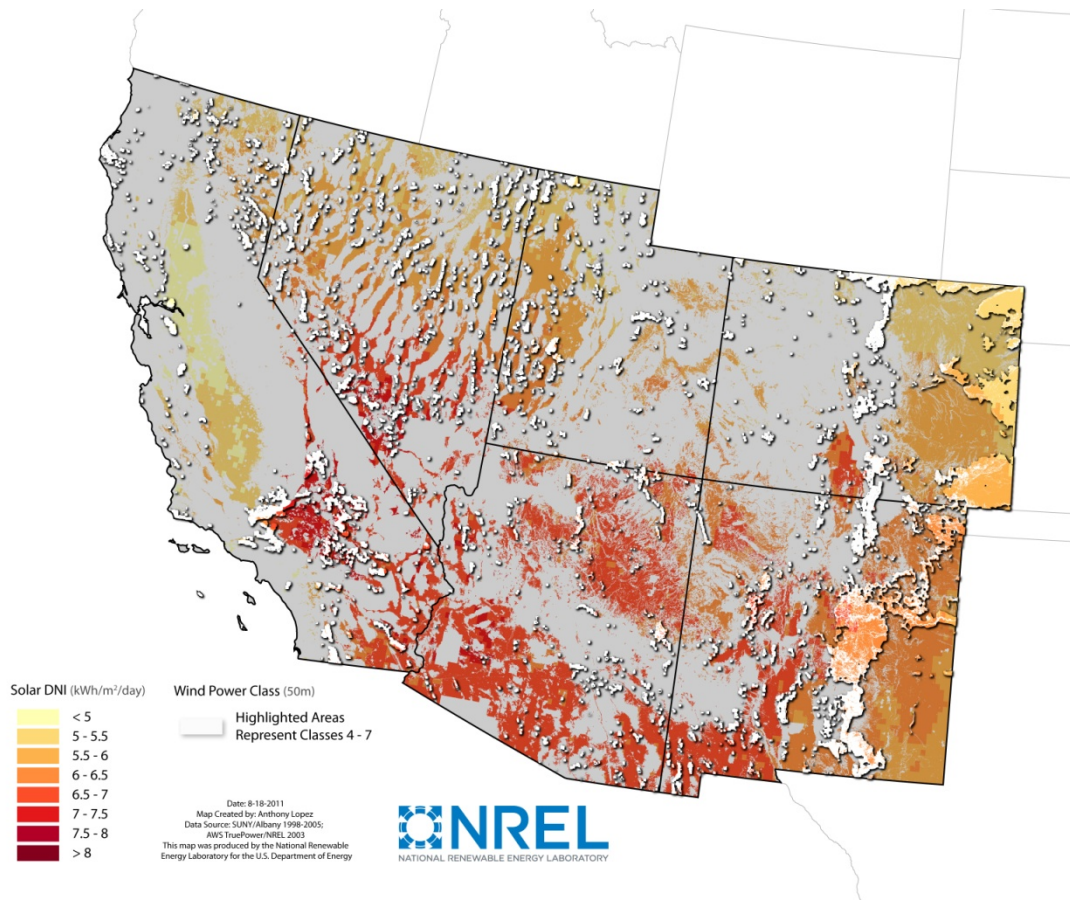 Solar DNI (kWh/m²/day)
< 5
5 - 5.5
5.5 - 6
6 - 6.5
6.5 - 7
7 - 7.5
7.5 - 8
> 8
Wind Power Class (50m)
Highlighted Areas
Represent Classes 4 - 7
Date: 8-18-2011
Map Created by: Anthony Lopez
Data Source: SUNY/Albany 1998-2005;
AWS TruePower/NREL 2003
This map was produced by the National Renewable
Energy Laboratory for the U.S. Department of Energy
NREL
NATIONAL RENEWABLE ENERGY LABORATORY